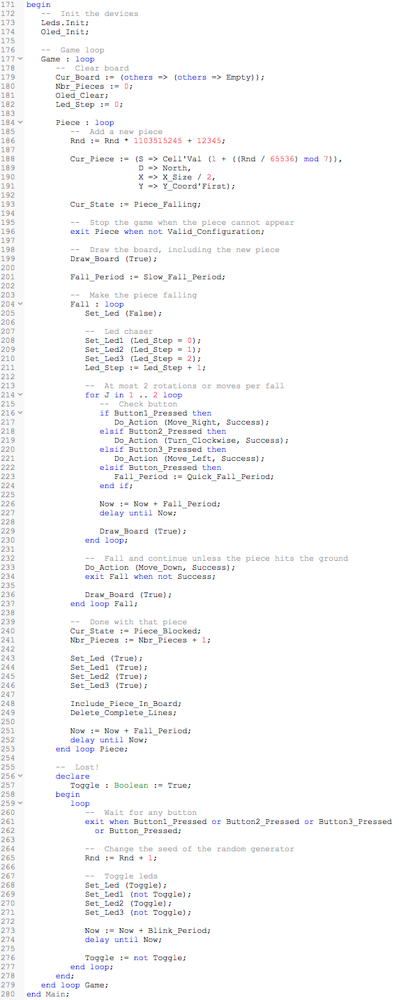 171 begin
172    --  Init the devices
173    Leds.Init;
174    Oled_Init;
175
176    --  Game loop
177    Game : loop
178       --  Clear board
179       Cur_Board := (others => (others => Empty));
180       Nbr_Pieces := 0;
181       Oled_Clear;
182       Led_Step := 0;
183
184       Piece : loop
185          --  Add a new piece
186          Rnd := Rnd * 1103515245 + 12345;
187
188          Cur_Piece := (S => Cell'Val (1 + ((Rnd / 65536) mod 7)),
189                        D => North,
190                        X => X_Size / 2,
191                        Y => Y_Coord'First);
192
193          Cur_State := Piece_Falling;
194
195          --  Stop the game when the piece cannot appear
196          exit Piece when not Valid_Configuration;
197
198          --  Draw the board, including the new piece
199          Draw_Board (True);
200
201          Fall_Period := Slow_Fall_Period;
202
203          --  Make the piece falling
204          Fall : loop
205             Set_Led (False);
206
207             --  Led chaser
208             Set_Led1 (Led_Step = 0);
209             Set_Led2 (Led_Step = 1);
210             Set_Led3 (Led_Step = 2);
211             Led_Step := Led_Step + 1;
212
213             --  At most 2 rotations or moves per fall
214             for J in 1 .. 2 loop
215                --  Check button
216                if Button1_Pressed then
217                   Do_Action (Move_Right, Success);
218                elsif Button2_Pressed then
219                   Do_Action (Turn_Clockwise, Success);
220                elsif Button3_Pressed then
221                   Do_Action (Move_Left, Success);
222                elsif Button_Pressed then
223                   Fall_Period := Quick_Fall_Period;
224                end if;
225
226                Now := Now + Fall_Period;
227                delay until Now;
228
229                Draw_Board (True);
230             end loop;
231
232             --  Fall and continue unless the piece hits the ground
233             Do_Action (Move_Down, Success);
234             exit Fall when not Success;
235
236             Draw_Board (True);
237          end loop Fall;
238
239          --  Done with that piece
240          Cur_State := Piece_Blocked;
241          Nbr_Pieces := Nbr_Pieces + 1;
242
243          Set_Led (True);
244          Set_Led1 (True);
245          Set_Led2 (True);
246          Set_Led3 (True);
247
248          Include_Piece_In_Board;
249          Delete_Complete_Lines;
250
251          Now := Now + Fall_Period;
252          delay until Now;
253       end loop Piece;
254
255       --  Lost!
256       declare
257          Toggle : Boolean := True;
258       begin
259          loop
260             --  Wait for any button
261             exit when Button1_Pressed or Button2_Pressed or Button3_Pressed
262               or Button_Pressed;
263
264             --  Change the seed of the random generator
265             Rnd := Rnd + 1;
266
267             --  Toggle leds
268             Set_Led (Toggle);
269             Set_Led1 (not Toggle);
270             Set_Led2 (Toggle);
271             Set_Led3 (not Toggle);
272
273             Now := Now + Blink_Period;
274             delay until Now;
275
276             Toggle := not Toggle;
277          end loop;
278       end;
279    end loop Game;
280 end Main;